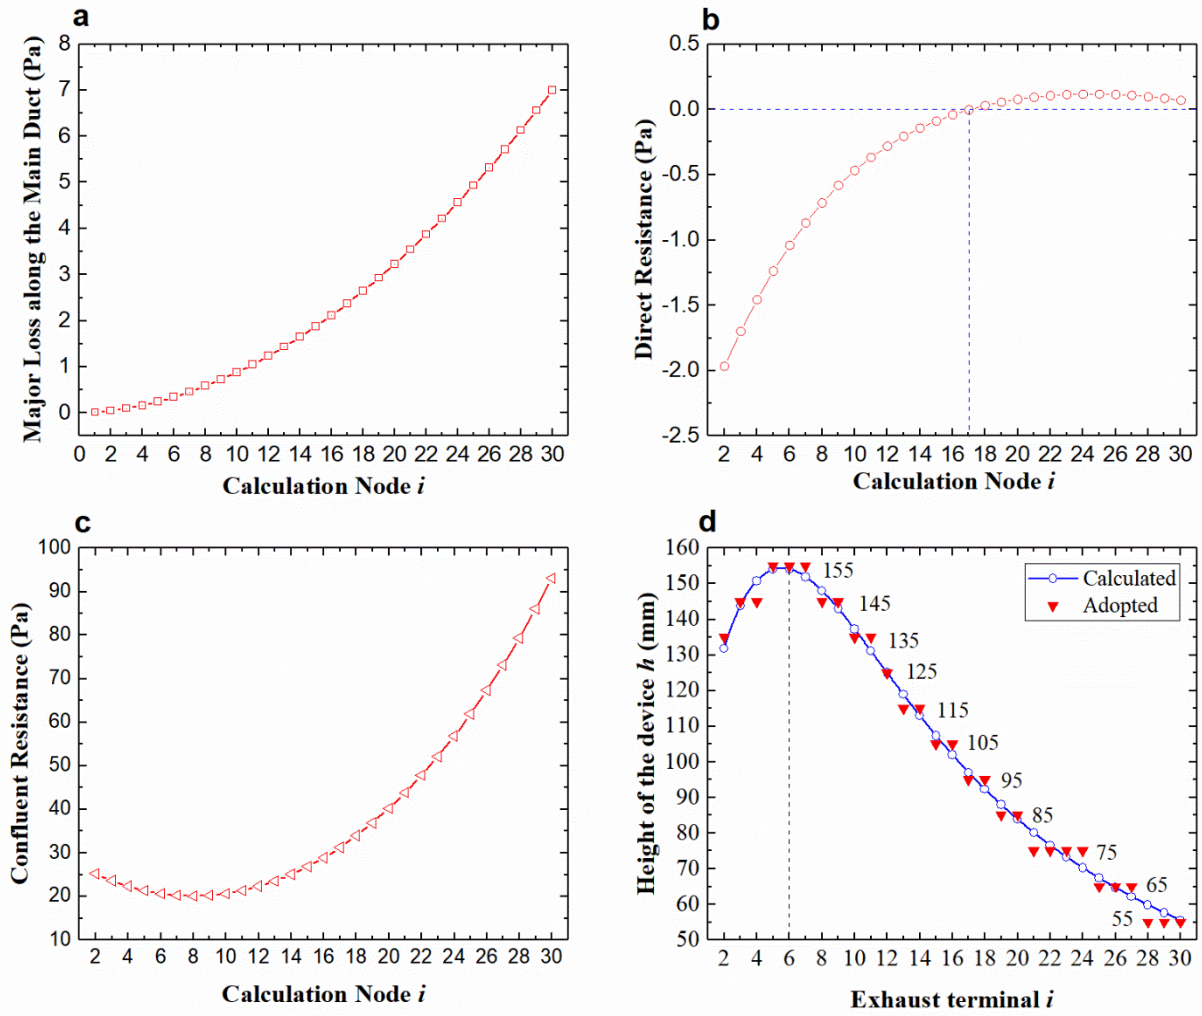 a
Major Loss along the Main Duct (Pa)
8
7
6
5
4
3
2
1
0
0 2 4 6 8 10 12 14 16 18 20 22 24 26 28 30
Calculation Node i
b
Direct Resistance (Pa)
0.5
0.0
-0.5
-1.0
-1.5
-2.0
-2.5
2 4 6 8 10 12 14 16 18 20 22 24 26 28 30
Calculation Node i
c
Confluent Resistance (Pa)
100
90
80
70
60
50
40
30
20
10
2 4 6 8 10 12 14 16 18 20 22 24 26 28 30
Calculation Node i
d
Height of the device h (mm)
160
150
140
130
120
110
100
90
80
70
60
50
Calculated
Adopted
155
145
135
125
115
105
95
85
75
65
55
2 4 6 8 10 12 14 16 18 20 22 24 26 28 30
Exhaust terminal i